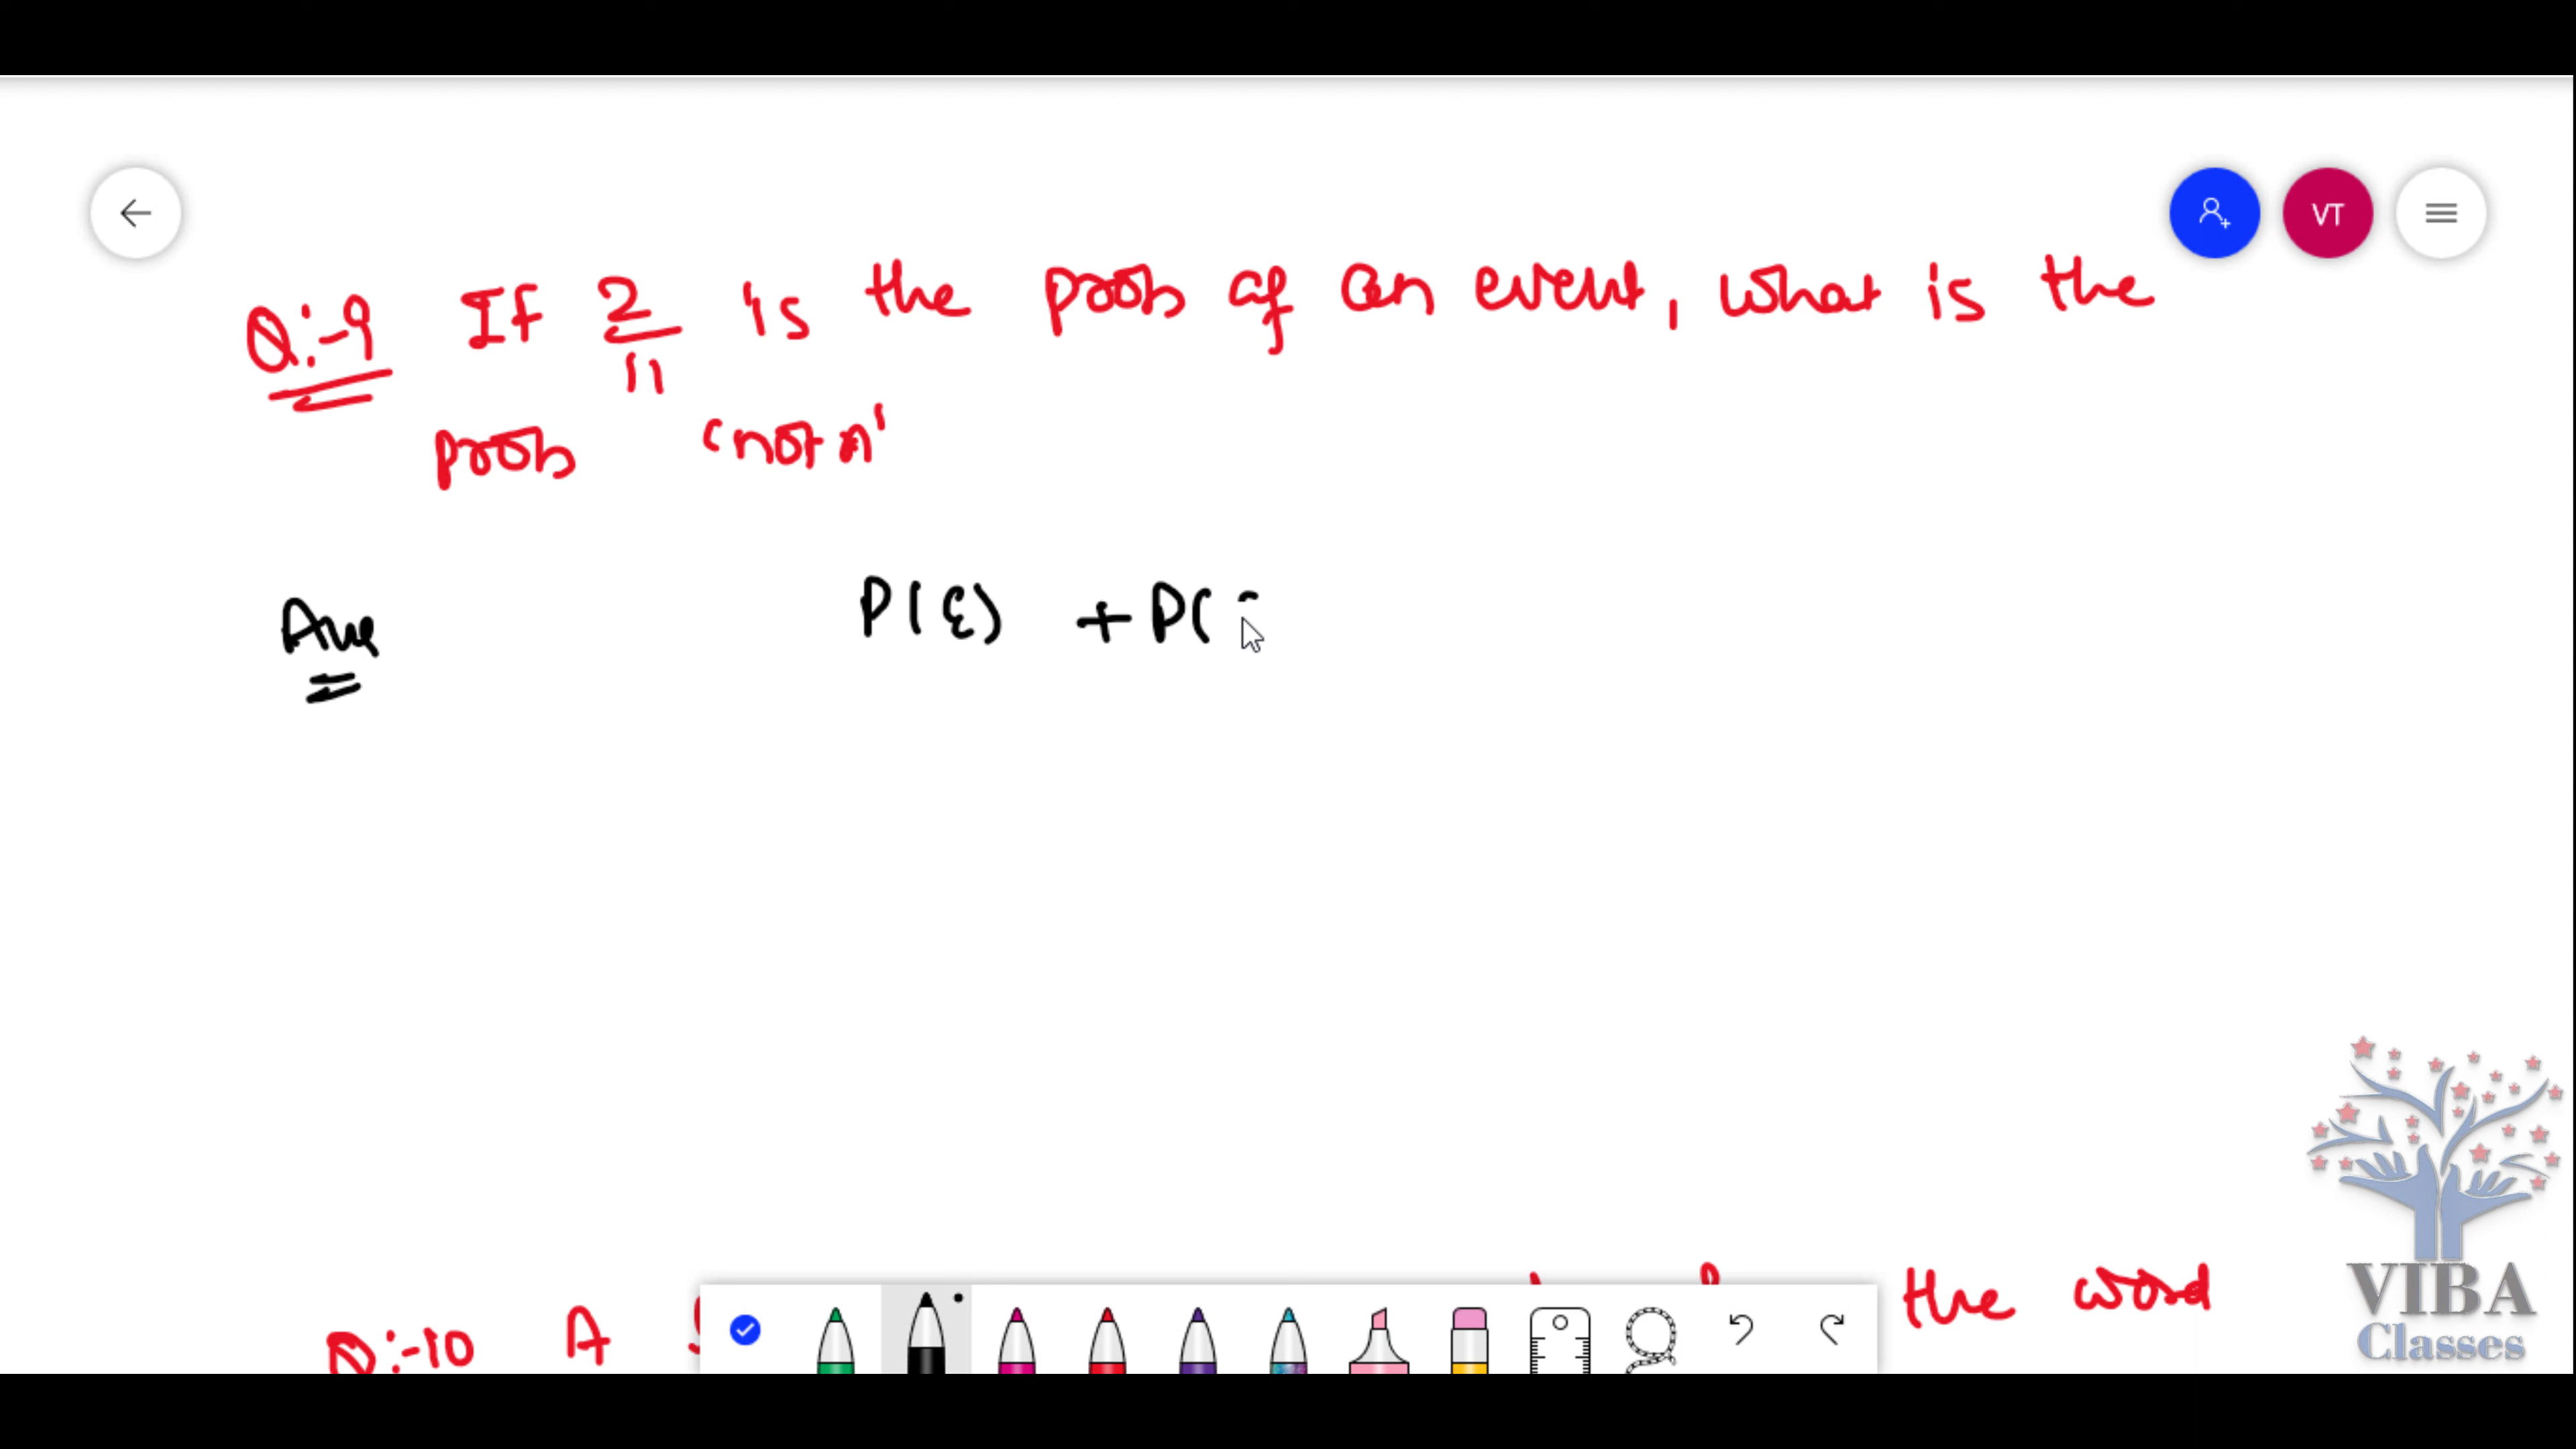 VT
Q:-9 If 2/11 is the prob of an event, what is the
prob 'not A'
Ans P(E) + P(
Q:-10 A the word
VIBA
Classes